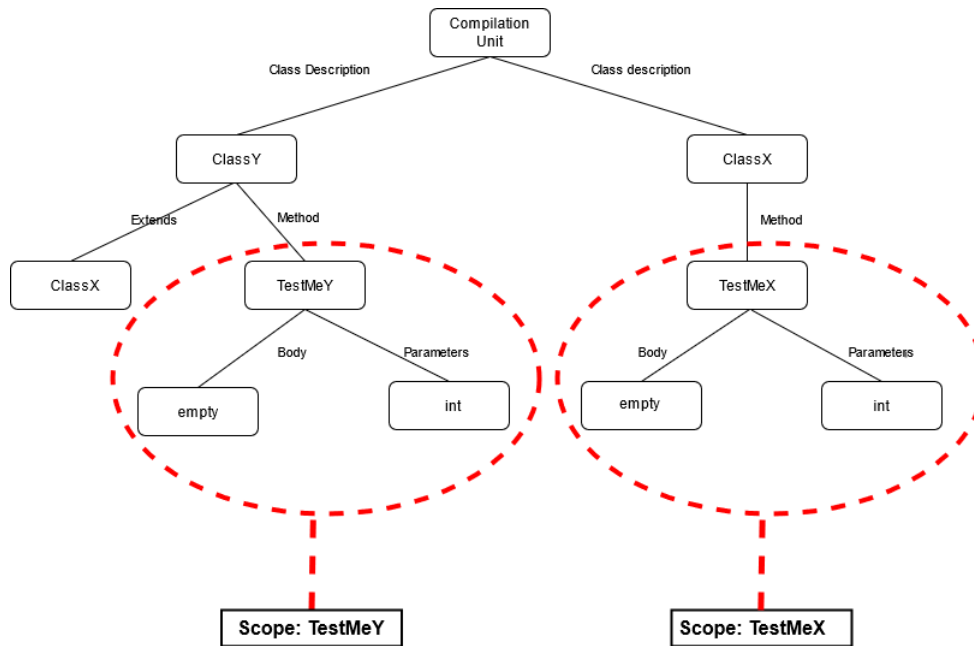 Compilation
Unit
Class Description
Class description
ClassY
ClassX
Extends
Method
Method
ClassX
TestMeY
TestMeX
Body
Parameters
Body
Parameters
empty
int
empty
int
Scope: TestMeY
Scope: TestMeX